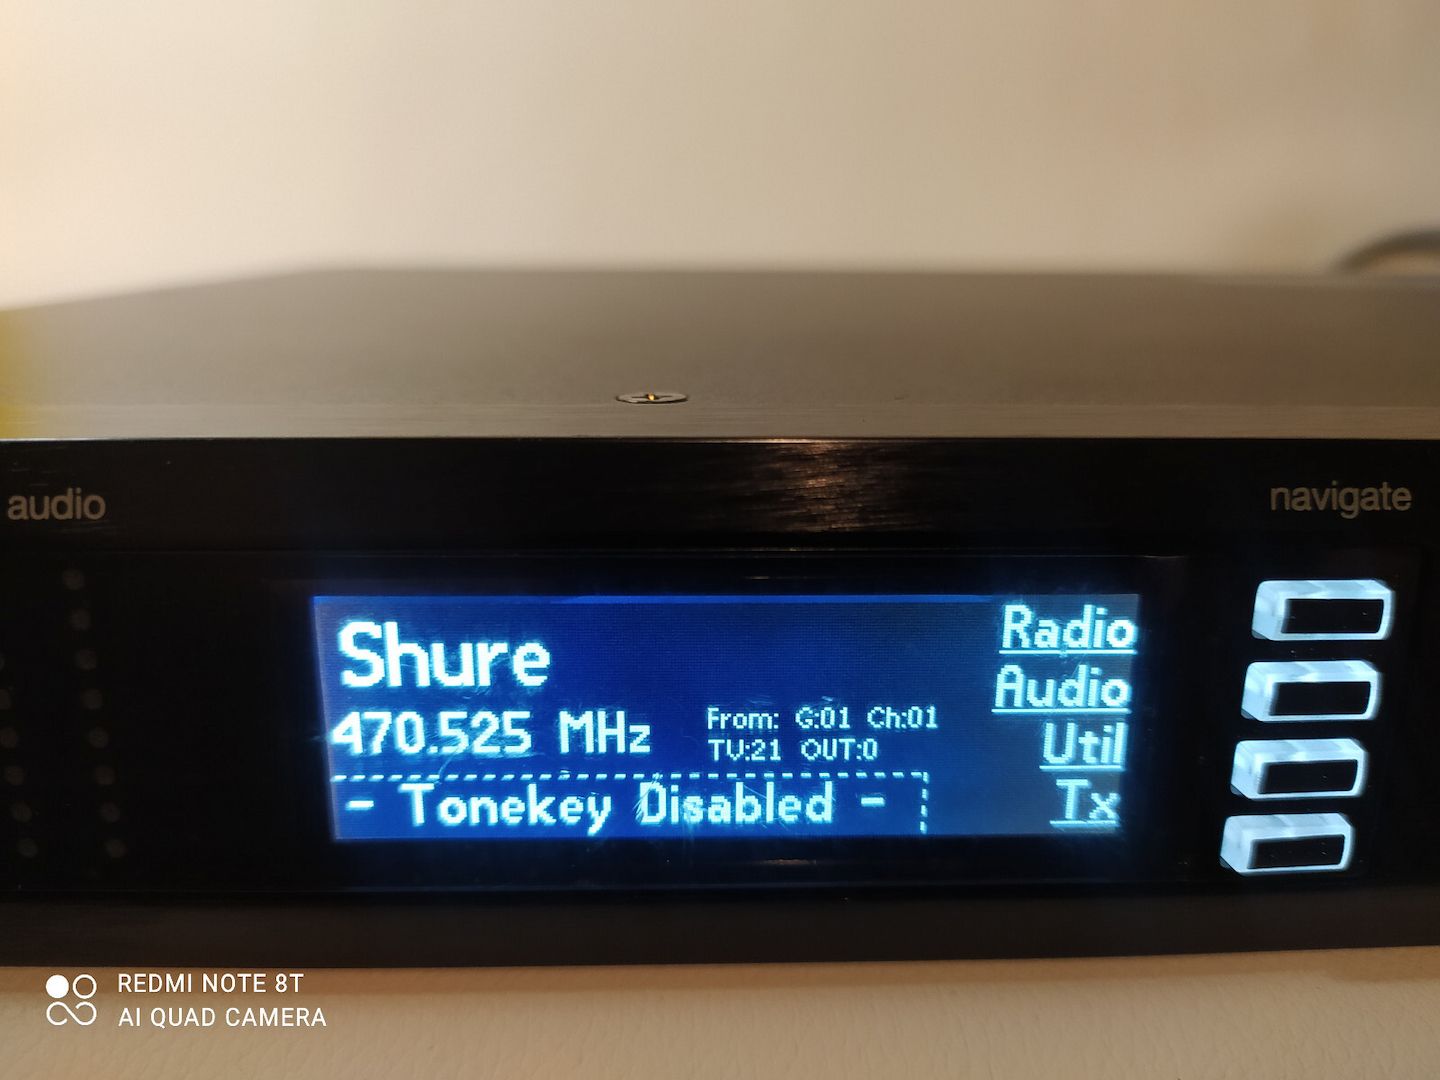 audio
navigate
Shure
470.525 MHz
From: G:01 Ch:01
TV:21 OUT:0
- Tonekey Disabled -
Radio
Audio
Util
Tx
REDMI NOTE 8T
AI QUAD CAMERA